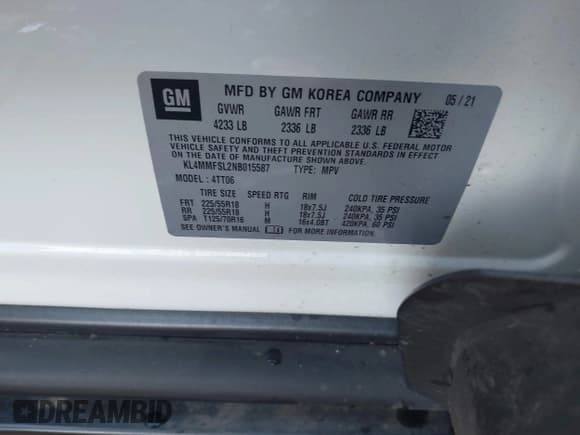 GM
MFD BY GM KOREA COMPANY 05 / 21
GVWR GAWR FRT GAWR RR
4233 LB 2336 LB 2336 LB
THIS VEHICLE CONFORMS TO ALL APPLICABLE U.S. FEDERAL MOTOR
VEHICLE SAFETY AND THEFT PREVENTION STANDARDS IN EFFECT ON
THE DATE OF MANUFACTURE SHOWN ABOVE.
KL4MMFSL2NB015587 TYPE: MPV
MODEL : 4TT06
TIRE SIZE SPEED RTG RIM COLD TIRE PRESSURE
FRT 225/55R18 H 18x7.5J 240KPA, 35 PSI
RR 225/55R18 H 18x7.5J 240KPA, 35 PSI
SPA T125/70R16 M 16x4.0BT 420KPA, 60 PSI
SEE OWNER'S MANUAL FOR MORE INFORMATION.
DREAMBID